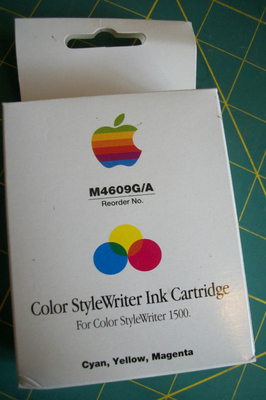 M4609G/A
Reorder No.
Color StyleWriter Ink Cartridge
For Color StyleWriter 1500.
Cyan, Yellow, Magenta